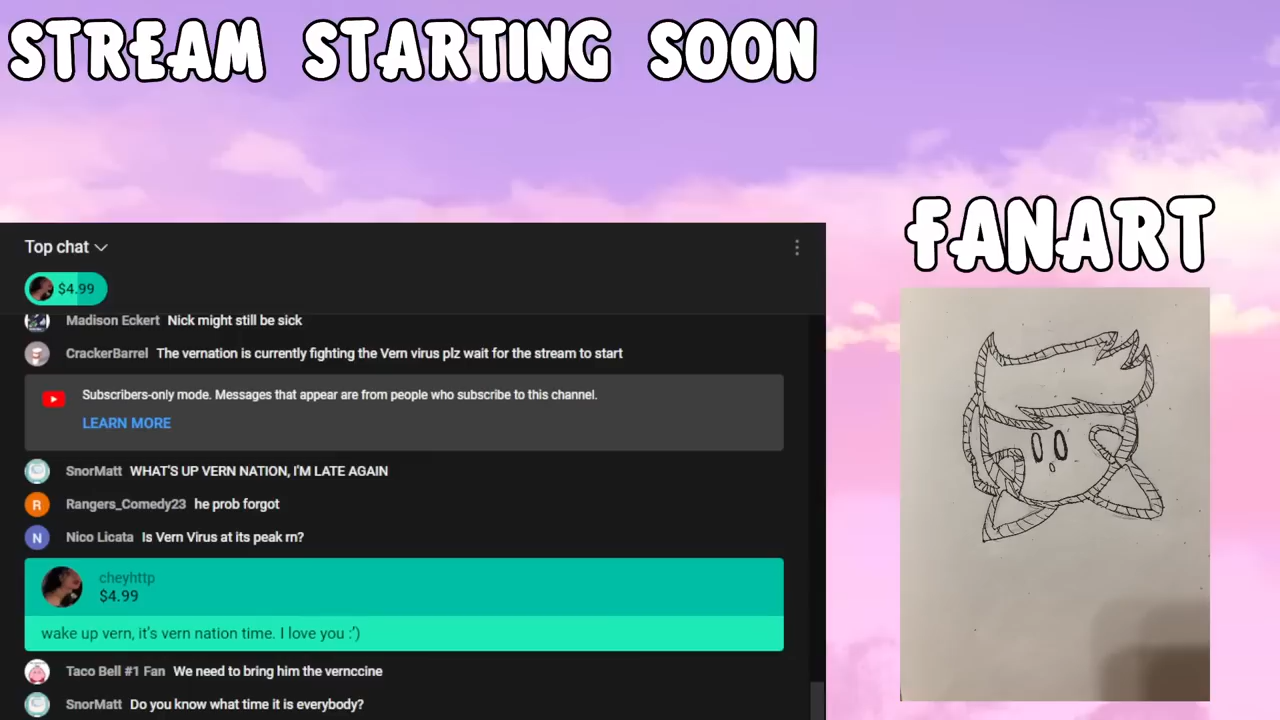 STREAM STARTING SOON
FANART
Top chat
$4.99
Madison Eckert Nick might still be sick
CrackerBarrel The vernation is currently fighting the Vern virus plz wait for the stream to start
Subscribers-only mode. Messages that appear are from people who subscribe to this channel.
LEARN MORE
SnorMatt WHAT'S UP VERN NATION, I'M LATE AGAIN
R Rangers_Comedy23 he prob forgot
N Nico Licata Is Vern Virus at its peak rn?
cheyhttp
$4.99
wake up vern, it's vern nation time. I love you :')
Taco Bell #1 Fan We need to bring him the vernccine
SnorMatt Do you know what time it is everybody?